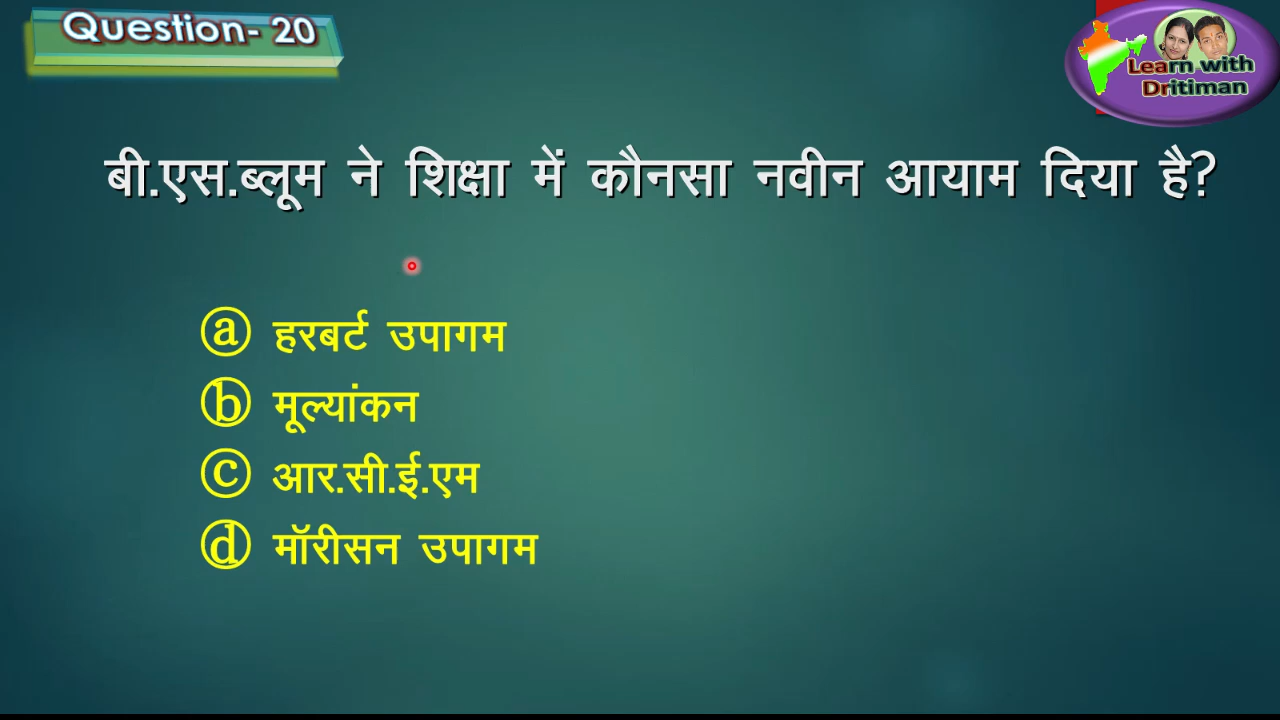 Question- 20
Learn with
Dritiman
बी.एस.ब्लूम ने शिक्षा में कौनसा नवीन आयाम दिया है?
ⓐ हरबर्ट उपागम
ⓑ मूल्यांकन
ⓒ आर.सी.ई.एम
ⓓ मॉरीसन उपागम